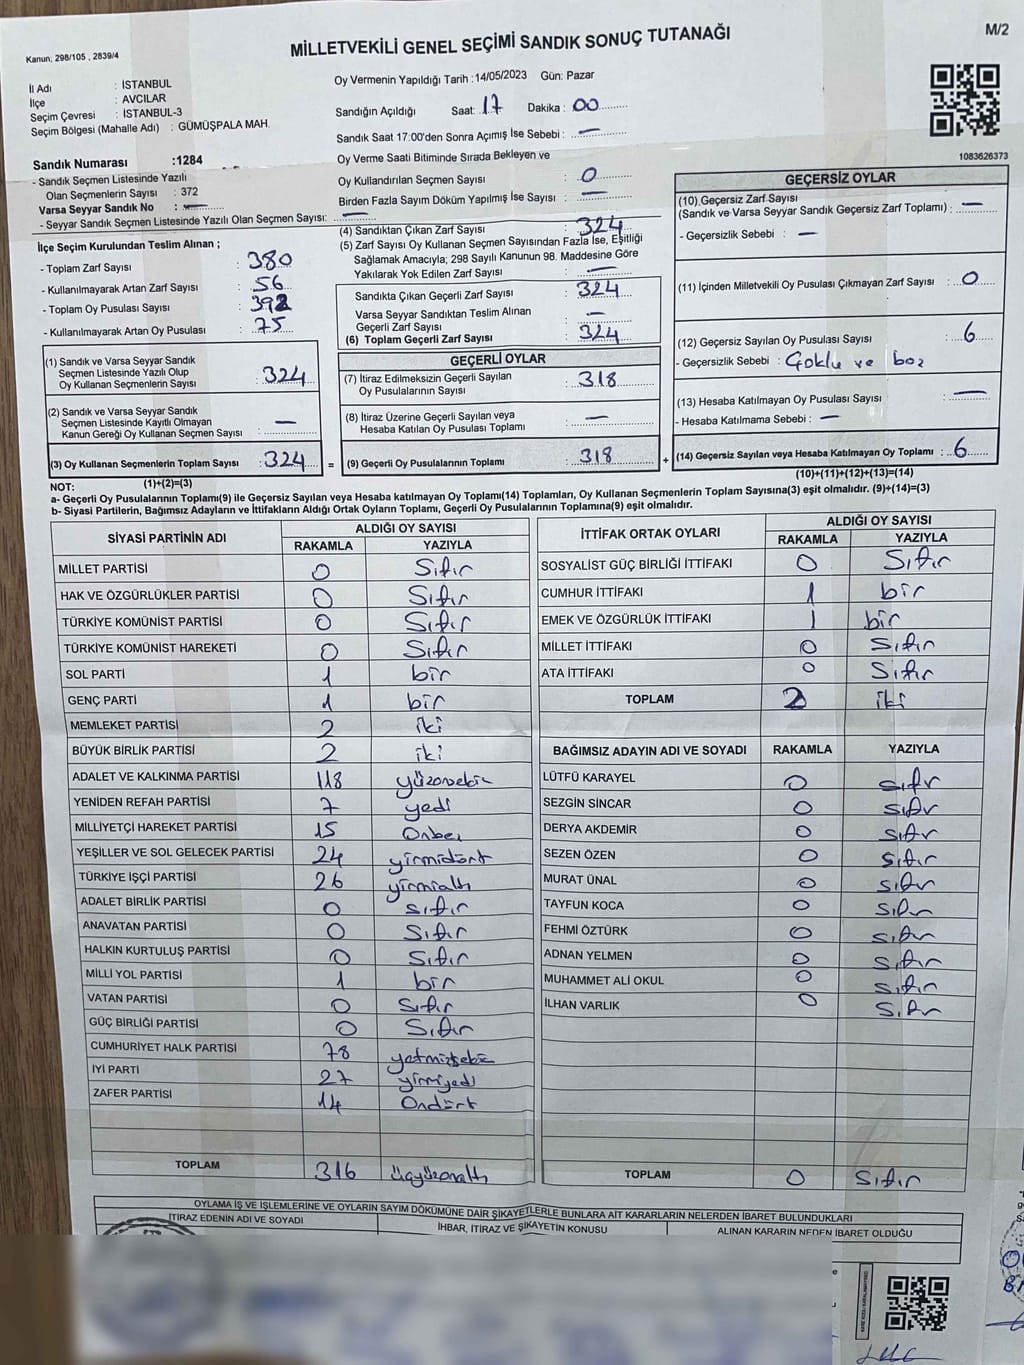 M/2
Kanun; 298/105 , 2839/4
MİLLETVEKİLİ GENEL SEÇİMİ SANDIK SONUÇ TUTANAĞI
İl Adı : İSTANBUL
İlçe : AVCILAR
Seçim Çevresi : İSTANBUL-3
Seçim Bölgesi (Mahalle Adı) : GÜMÜŞPALA MAH.
Oy Vermenin Yapıldığı Tarih :14/05/2023 Gün: Pazar
Sandığın Açıldığı Saat: 17 Dakika : 00
Sandık Saat 17:00'den Sonra Açımış İse Sebebi : —
Sandık Numarası :1284
- Sandık Seçmen Listesinde Yazılı
Olan Seçmenlerin Sayısı : 372
Varsa Seyyar Sandık No : —
- Seyyar Sandık Seçmen Listesinde Yazılı Olan Seçmen Sayısı: —
Oy Verme Saati Bitiminde Sırada Bekleyen ve
Oy Kullandırılan Seçmen Sayısı : 0
Birden Fazla Sayım Döküm Yapılmış İse Sayısı : —
1083626373
İlçe Seçim Kurulundan Teslim Alınan ;
- Toplam Zarf Sayısı : 380
- Kullanılmayarak Artan Zarf Sayısı : 56
- Toplam Oy Pusulası Sayısı : 392
- Kullanılmayarak Artan Oy Pusulası : 75
(4) Sandıktan Çıkan Zarf Sayısı : 324
(5) Zarf Sayısı Oy Kullanan Seçmen Sayısından Fazla İse, Eşitliği
Sağlamak Amacıyla; 298 Sayılı Kanunun 98. Maddesine Göre
Yakılarak Yok Edilen Zarf Sayısı : —
Sandıkta Çıkan Geçerli Zarf Sayısı : 324
Varsa Seyyar Sandıktan Teslim Alınan
Geçerli Zarf Sayısı : —
(6) Toplam Geçerli Zarf Sayısı : 324
GEÇERSİZ OYLAR
(10) Geçersiz Zarf Sayısı
(Sandık ve Varsa Seyyar Sandık Geçersiz Zarf Toplamı) : —
- Geçersizlik Sebebi : —
(11) İçinden Milletvekili Oy Pusulası Çıkmayan Zarf Sayısı : 0
(12) Geçersiz Sayılan Oy Pusulası Sayısı : 6
- Geçersizlik Sebebi : Çoklu ve boş
(13) Hesaba Katılmayan Oy Pusulası Sayısı : —
- Hesaba Katılmama Sebebi : —
(14) Geçersiz Sayılan veya Hesaba Katılmayan Oy Toplamı : 6
(10)+(11)+(12)+(13)=(14)
(1) Sandık ve Varsa Seyyar Sandık
Seçmen Listesinde Yazılı Olup
Oy Kullanan Seçmenlerin Sayısı : 324
(2) Sandık ve Varsa Seyyar Sandık
Seçmen Listesinde Kayıtlı Olmayan
Kanun Gereği Oy Kullanan Seçmen Sayısı : —
(3) Oy Kullanan Seçmenlerin Toplam Sayısı : 324
(1)+(2)=(3)
=
GEÇERLİ OYLAR
(7) İtiraz Edilmeksizin Geçerli Sayılan
Oy Pusulalarının Sayısı : 318
(8) İtiraz Üzerine Geçerli Sayılan veya
Hesaba Katılan Oy Pusulası Toplamı : —
(9) Geçerli Oy Pusulalarının Toplamı : 318
+
NOT:
a- Geçerli Oy Pusulalarının Toplamı(9) ile Geçersiz Sayılan veya Hesaba katılmayan Oy Toplamı(14) Toplamları, Oy Kullanan Seçmenlerin Toplam Sayısına(3) eşit olmalıdır. (9)+(14)=(3)
b- Siyasi Partilerin, Bağımsız Adayların ve İttifakların Aldığı Ortak Oyların Toplamı, Geçerli Oy Pusulalarının Toplamına(9) eşit olmalıdır.
SİYASİ PARTİNİN ADI ALDIĞI OY SAYISI
RAKAMLA YAZIYLA
MİLLET PARTİSİ 0 Sıfır
HAK VE ÖZGÜRLÜKLER PARTİSİ 0 Sıfır
TÜRKİYE KOMÜNİST PARTİSİ 0 Sıfır
TÜRKİYE KOMÜNİST HAREKETİ 0 Sıfır
SOL PARTİ 1 bir
GENÇ PARTİ 1 bir
MEMLEKET PARTİSİ 2 iki
BÜYÜK BİRLİK PARTİSİ 2 iki
ADALET VE KALKINMA PARTİSİ 118 yüzonsekiz
YENİDEN REFAH PARTİSİ 7 yedi
MİLLİYETÇİ HAREKET PARTİSİ 15 Onbeş
YEŞİLLER VE SOL GELECEK PARTİSİ 24 yirmidört
TÜRKİYE İŞÇİ PARTİSİ 26 yirmialtı
ADALET BİRLİK PARTİSİ 0 sıfır
ANAVATAN PARTİSİ 0 Sıfır
HALKIN KURTULUŞ PARTİSİ 0 Sıfır
MİLLİ YOL PARTİSİ 1 bir
VATAN PARTİSİ 0 Sıfır
GÜÇ BİRLİĞİ PARTİSİ 0 Sıfır
CUMHURİYET HALK PARTİSİ 78 yetmişsekiz
İYİ PARTİ 27 yirmiyedi
ZAFER PARTİSİ 14 Ondört
TOPLAM 316 üçyüzonaltı
İTTİFAK ORTAK OYLARI ALDIĞI OY SAYISI
RAKAMLA YAZIYLA
SOSYALİST GÜÇ BİRLİĞİ İTTİFAKI 0 Sıfır
CUMHUR İTTİFAKI 1 bir
EMEK VE ÖZGÜRLÜK İTTİFAKI 1 bir
MİLLET İTTİFAKI 0 Sıfır
ATA İTTİFAKI 0 Sıfır
TOPLAM 2 iki
BAĞIMSIZ ADAYIN ADI VE SOYADI RAKAMLA YAZIYLA
LÜTFÜ KARAYEL 0 sıfır
SEZGİN SİNCAR 0 sıfır
DERYA AKDEMİR 0 sıfır
SEZEN ÖZEN 0 sıfır
MURAT ÜNAL 0 sıfır
TAYFUN KOCA 0 sıfır
FEHMİ ÖZTÜRK 0 sıfır
ADNAN YELMEN 0 sıfır
MUHAMMET ALİ OKUL 0 sıfır
İLHAN VARLIK 0 sıfır
TOPLAM 0 sıfır
OYLAMA İŞ VE İŞLEMLERİNE VE OYLARIN SAYIM DÖKÜMÜNE DAİR ŞİKAYETLERLE BUNLARA AİT KARARLARIN NELERDEN İBARET BULUNDUKLARI
İTİRAZ EDENİN ADI VE SOYADI İHBAR, İTİRAZ VE ŞİKAYETİN KONUSU ALINAN KARARIN NEDEN İBARET OLDUĞU